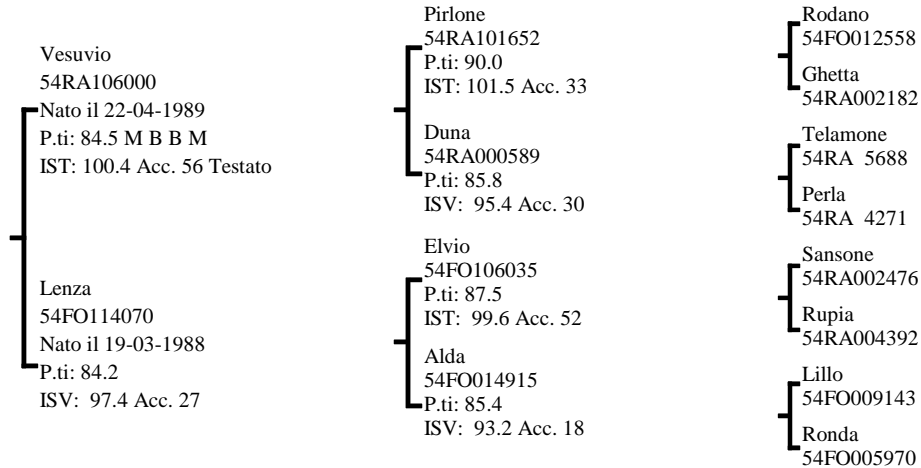 Vesuvio
54RA106000
Nato il 22-04-1989
P.ti: 84.5 M B B M
IST: 100.4 Acc. 56 Testato
Lenza
54FO114070
Nato il 19-03-1988
P.ti: 84.2
ISV: 97.4 Acc. 27
Pirlone
54RA101652
P.ti: 90.0
IST: 101.5 Acc. 33
Duna
54RA000589
P.ti: 85.8
ISV: 95.4 Acc. 30
Elvio
54FO106035
P.ti: 87.5
IST: 99.6 Acc. 52
Alda
54FO014915
P.ti: 85.4
ISV: 93.2 Acc. 18
Rodano
54FO012558
Ghetta
54RA002182
Telamone
54RA 5688
Perla
54RA 4271
Sansone
54RA002476
Rupia
54RA004392
Lillo
54FO009143
Ronda
54FO005970